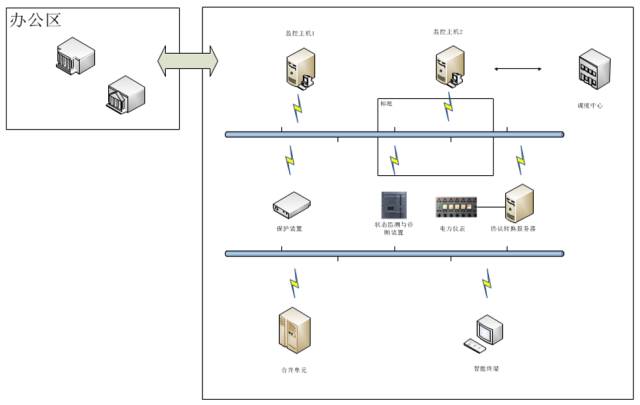 办公区
监控主机1
监控主机2
调度中心
标题
保护装置
状态监测与诊
断装置
电力仪表
协议转换服务器
合并单元
智能终端